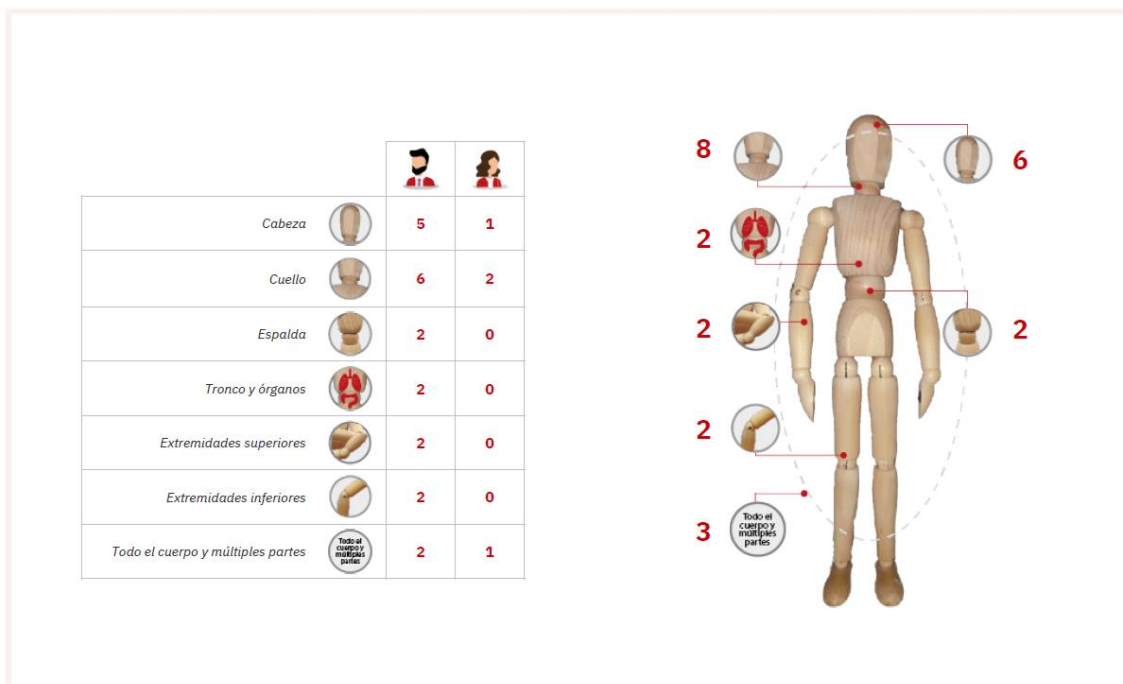 Cabeza 5 1
Cuello 6 2
Espalda 2 0
Tronco y órganos 2 0
Extremidades superiores 2 0
Extremidades inferiores 2 0
Todo el cuerpo y múltiples partes
Todo el
cuerpo y
múltiples
partes
2 1
8
6
2
2
2
2
3
Todo el
cuerpo y
múltiples
partes